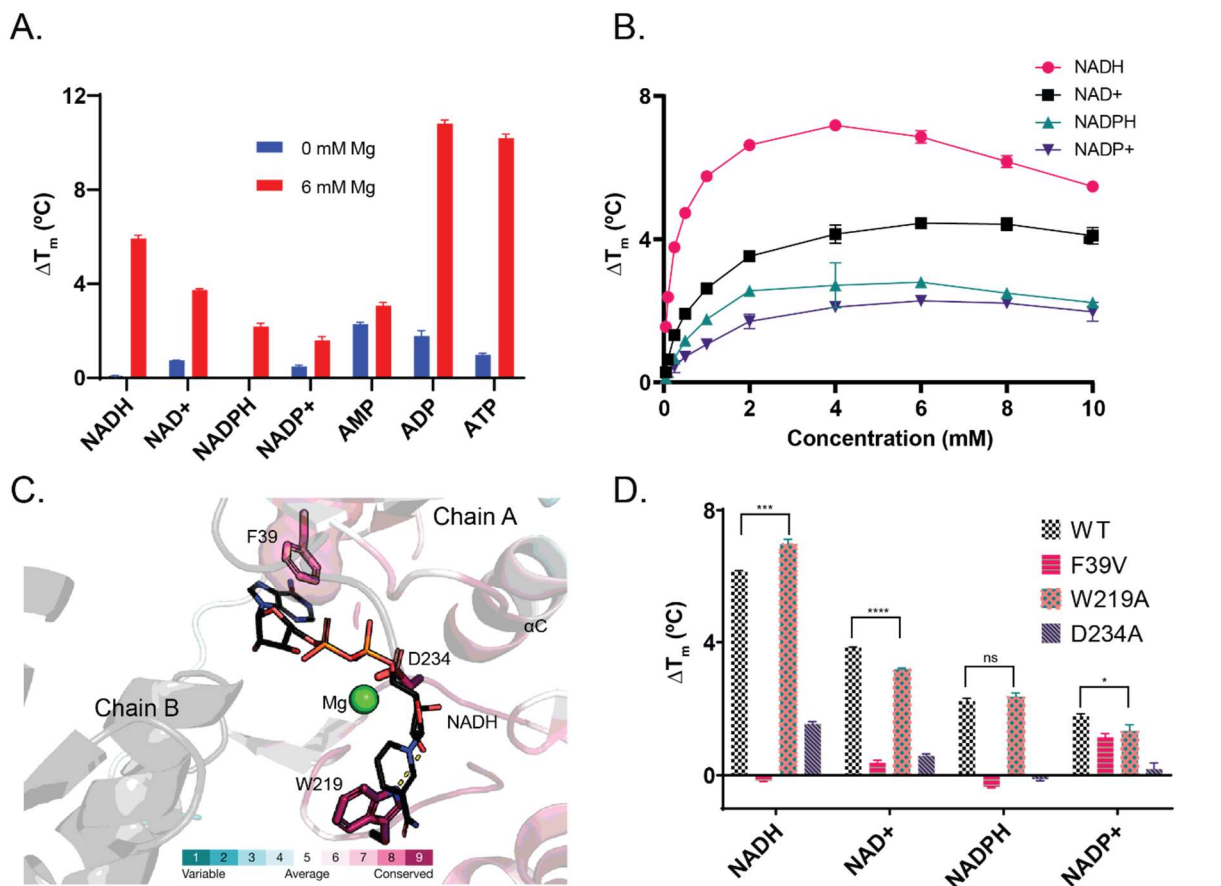 A.
12
8
4
0
ΔTm (ºC)
0 mM Mg
6 mM Mg
NADH
NAD+
NADPH
NADP+
AMP
ADP
ATP
B.
8
4
0
ΔTm (ºC)
NADH
NAD+
NADPH
NADP+
0
2
4
6
8
10
Concentration (mM)
C.
Chain A
F39
αC
D234
Mg
NADH
Chain B
W219
1 2 3 4 5 6 7 8 9
Variable Average Conserved
D.
8
4
0
ΔTm (ºC)
***
****
ns
*
WT
F39V
W219A
D234A
NADH
NAD+
NADPH
NADP+